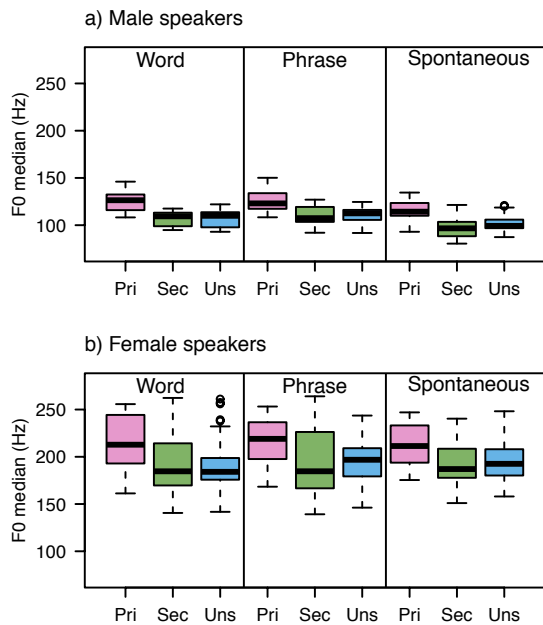 a) Male speakers
Word Phrase Spontaneous
F0 median (Hz)
250
200
150
100
Pri Sec Uns Pri Sec Uns Pri Sec Uns
b) Female speakers
Word Phrase Spontaneous
F0 median (Hz)
250
200
150
100
Pri Sec Uns Pri Sec Uns Pri Sec Uns